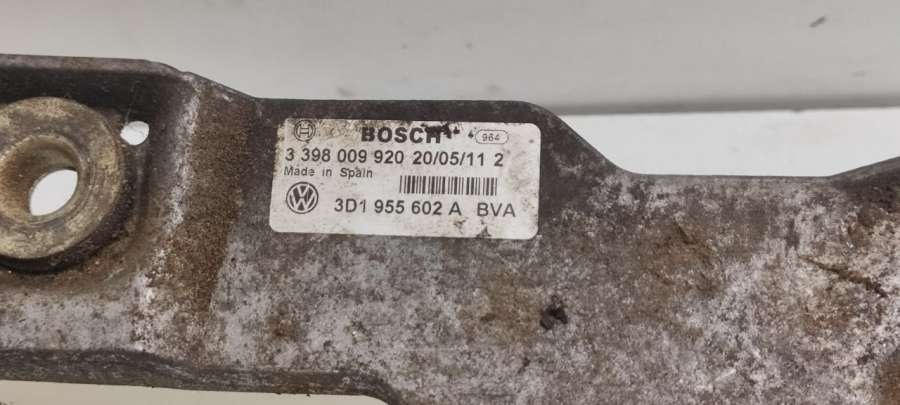 BOSCH 964
3 398 009 920 20/05/11 2
Made in Spain
3D1 955 602 A BVA